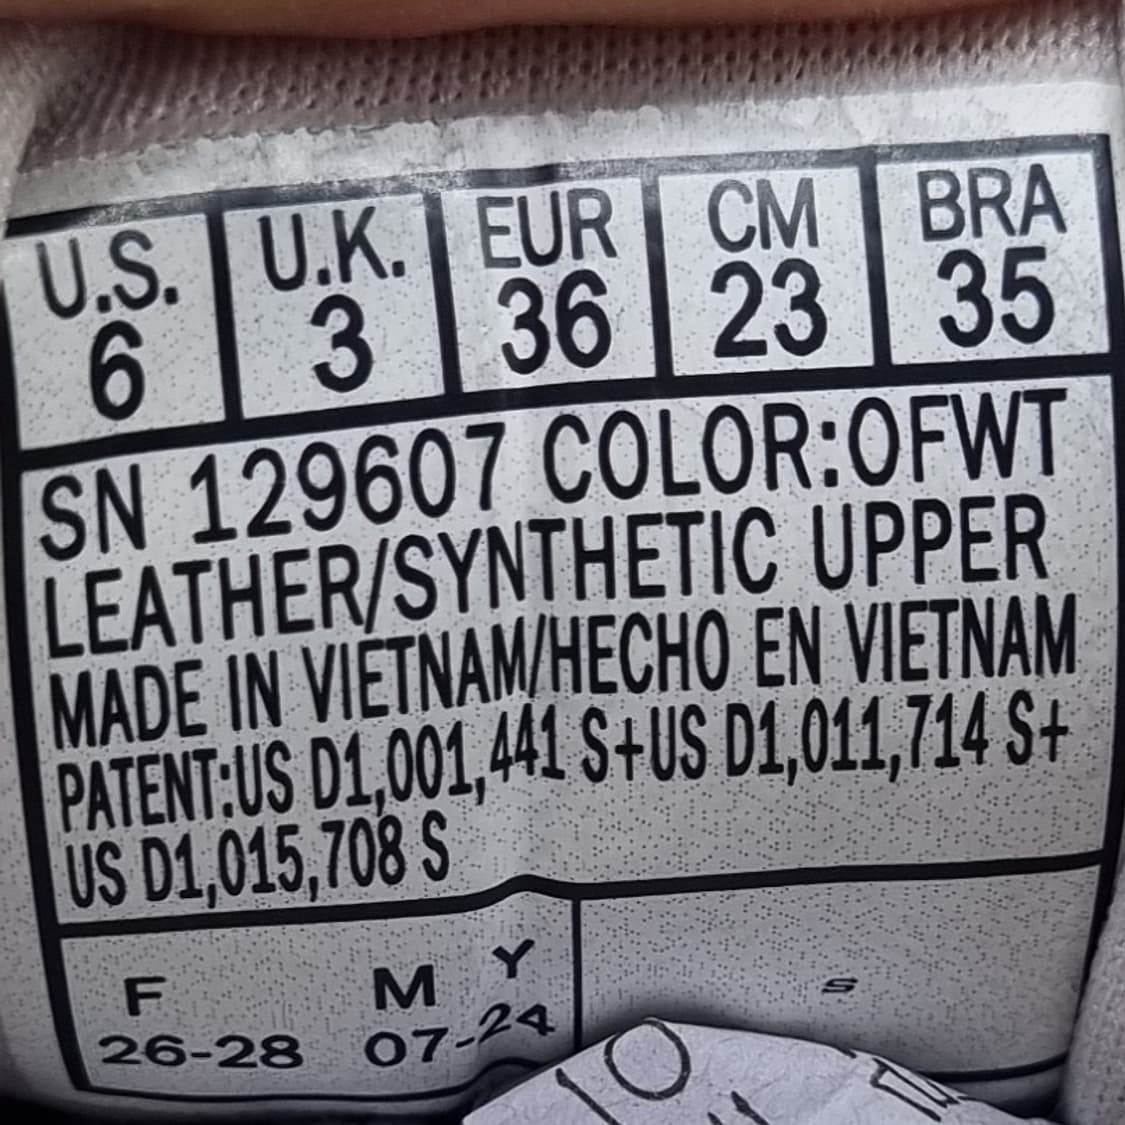 U.S. U.K. EUR CM BRA
6 3 36 23 35
SN 129607 COLOR:OFWT
LEATHER/SYNTHETIC UPPER
MADE IN VIETNAM/HECHO EN VIETNAM
PATENT:US D1,001,441 S+US D1,011,714 S+
US D1,015,708 S
F M Y
26-28 07-24
S
10